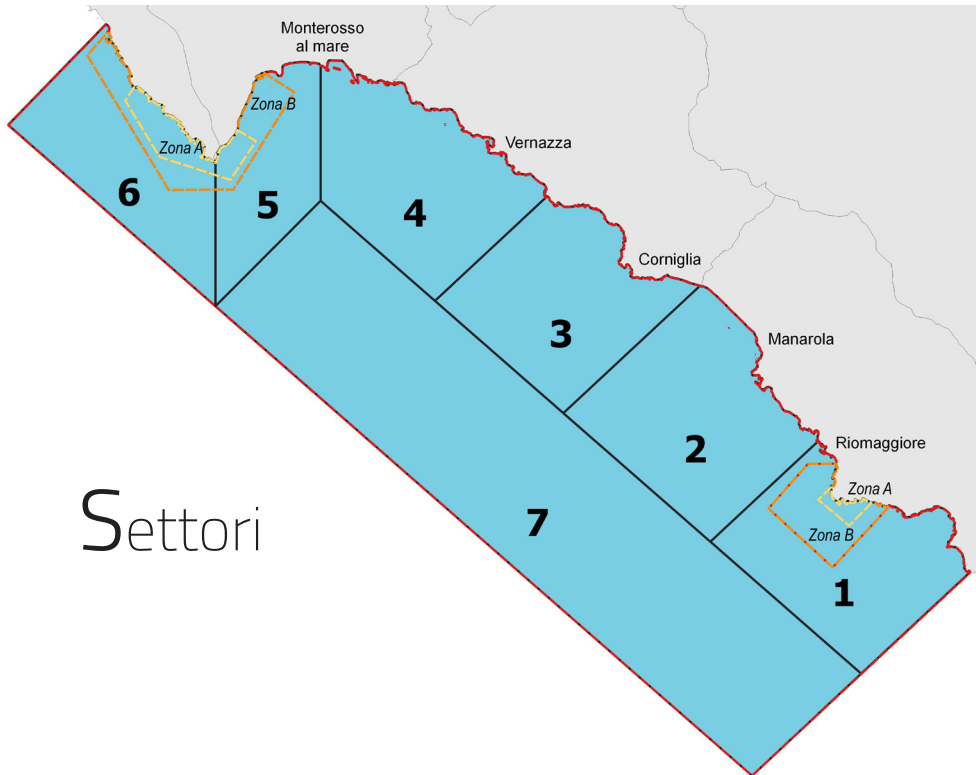 Monterosso
al mare
Zona B
Zona A
Vernazza
6
5
4
Corniglia
3
Manarola
2
Riomaggiore
Zona A
Zona B
Settori
7
1